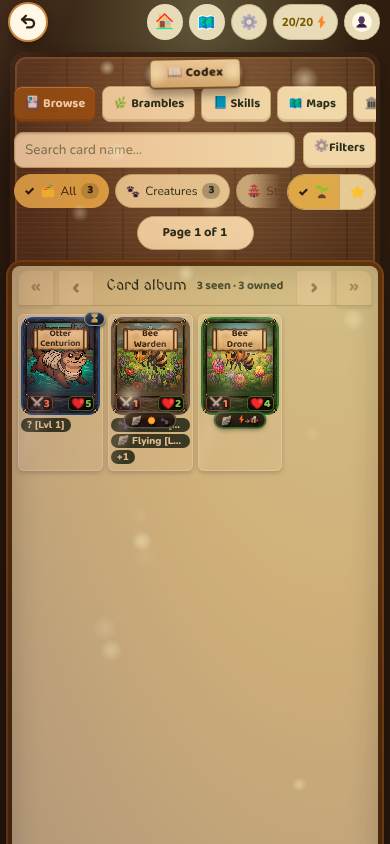 20/20
Codex
Browse
Brambles
Skills
Maps
Search card name...
Filters
All 3
Creatures 3
Page 1 of 1
« ‹ Card album 3 seen · 3 owned › »
Otter Centurion
3 5
? [Lvl 1]
Bee Warden
1 2
Flying [L...
+1
Bee Drone
1 4